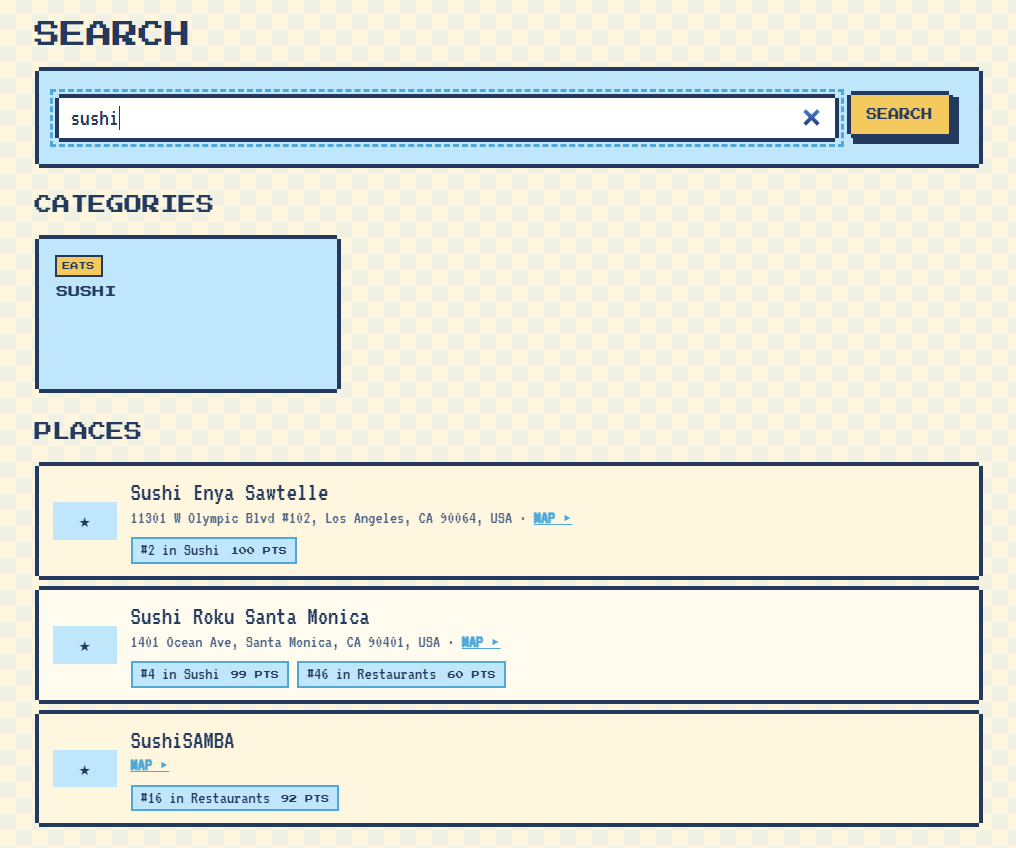 SEARCH
sushi
SEARCH
CATEGORIES
EATS
SUSHI
PLACES
★
Sushi Enya Sawtelle
11301 W Olympic Blvd #102, Los Angeles, CA 90064, USA · MAP ▸
#2 in Sushi 100 PTS
★
Sushi Roku Santa Monica
1401 Ocean Ave, Santa Monica, CA 90401, USA · MAP ▸
#4 in Sushi 99 PTS #46 in Restaurants 60 PTS
★
SushiSAMBA
MAP ▸
#16 in Restaurants 92 PTS